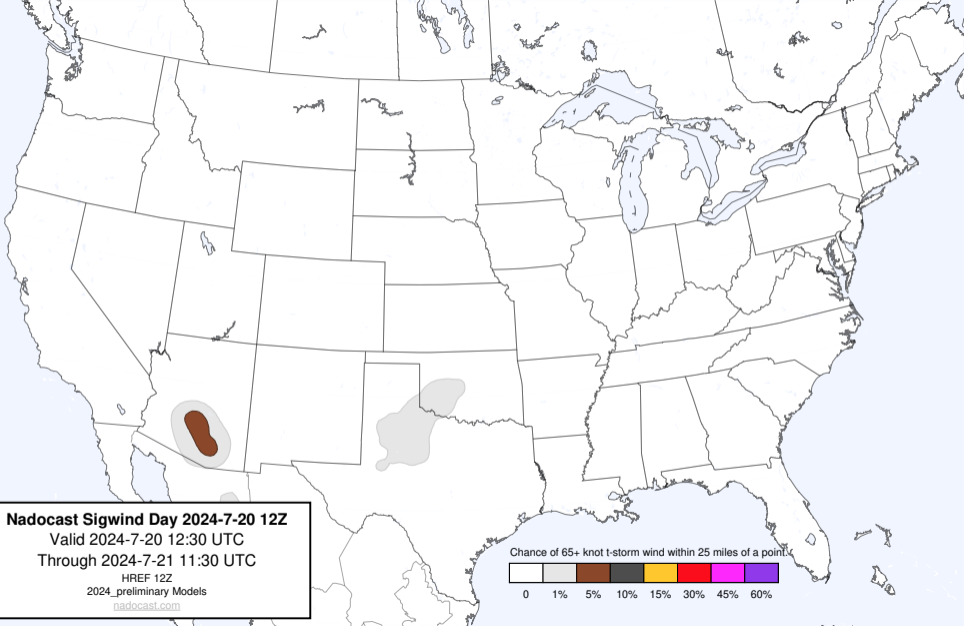 Nadocast Sigwind Day 2024-7-20 12Z
Valid 2024-7-20 12:30 UTC
Through 2024-7-21 11:30 UTC
HREF 12Z
2024_preliminary Models
nadocast.com
Chance of 65+ knot t-storm wind within 25 miles of a point.
0 1% 5% 10% 15% 30% 45% 60%